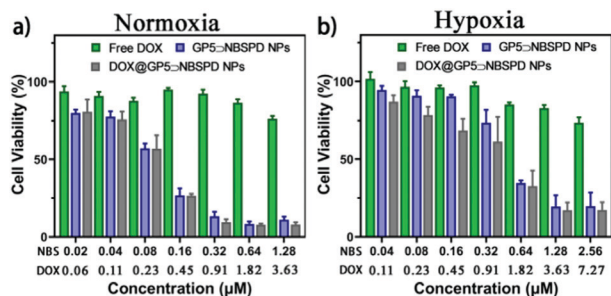 a) Normoxia
Free DOX GP5⊃NBSPD NPs
DOX@GP5⊃NBSPD NPs
Cell Viability (%)
100
50
0
NBS 0.02 0.04 0.08 0.16 0.32 0.64 1.28
DOX 0.06 0.11 0.23 0.45 0.91 1.82 3.63
Concentration (μM)
b) Hypoxia
Free DOX GP5⊃NBSPD NPs
DOX@GP5⊃NBSPD NPs
Cell Viability (%)
100
50
0
NBS 0.04 0.08 0.16 0.32 0.64 1.28 2.56
DOX 0.11 0.23 0.45 0.91 1.82 3.63 7.27
Concentration (μM)